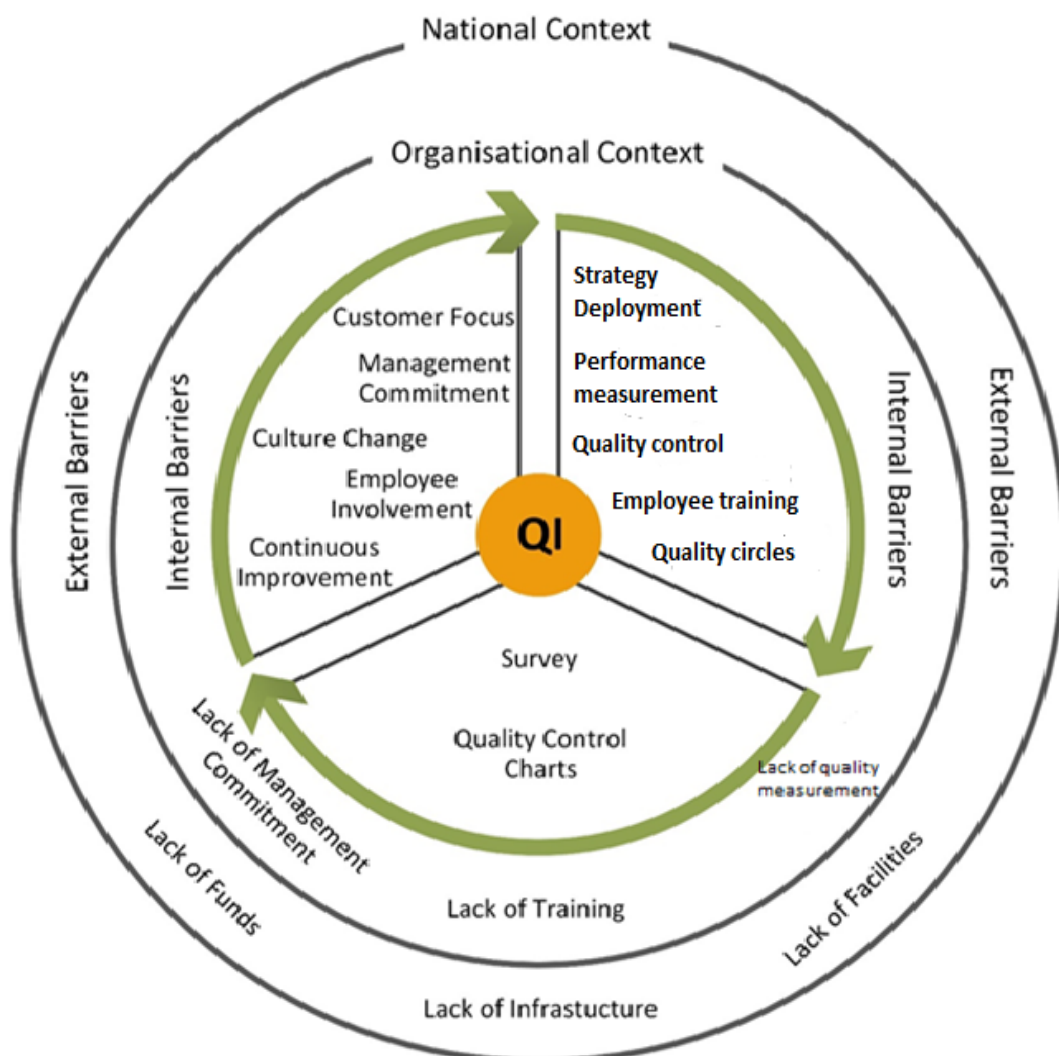 National Context
Organisational Context
External Barriers
Internal Barriers
Customer Focus
Management
Commitment
Culture Change
Employee
Involvement
Continuous
Improvement
Strategy
Deployment
Performance
measurement
Quality control
Employee training
Quality circles
Internal Barriers
External Barriers
QI
Survey
Quality Control
Charts
Lack of Management
Commitment
Lack of Training
Lack of quality
measurement
Lack of Funds
Lack of Infrastucture
Lack of Facilities